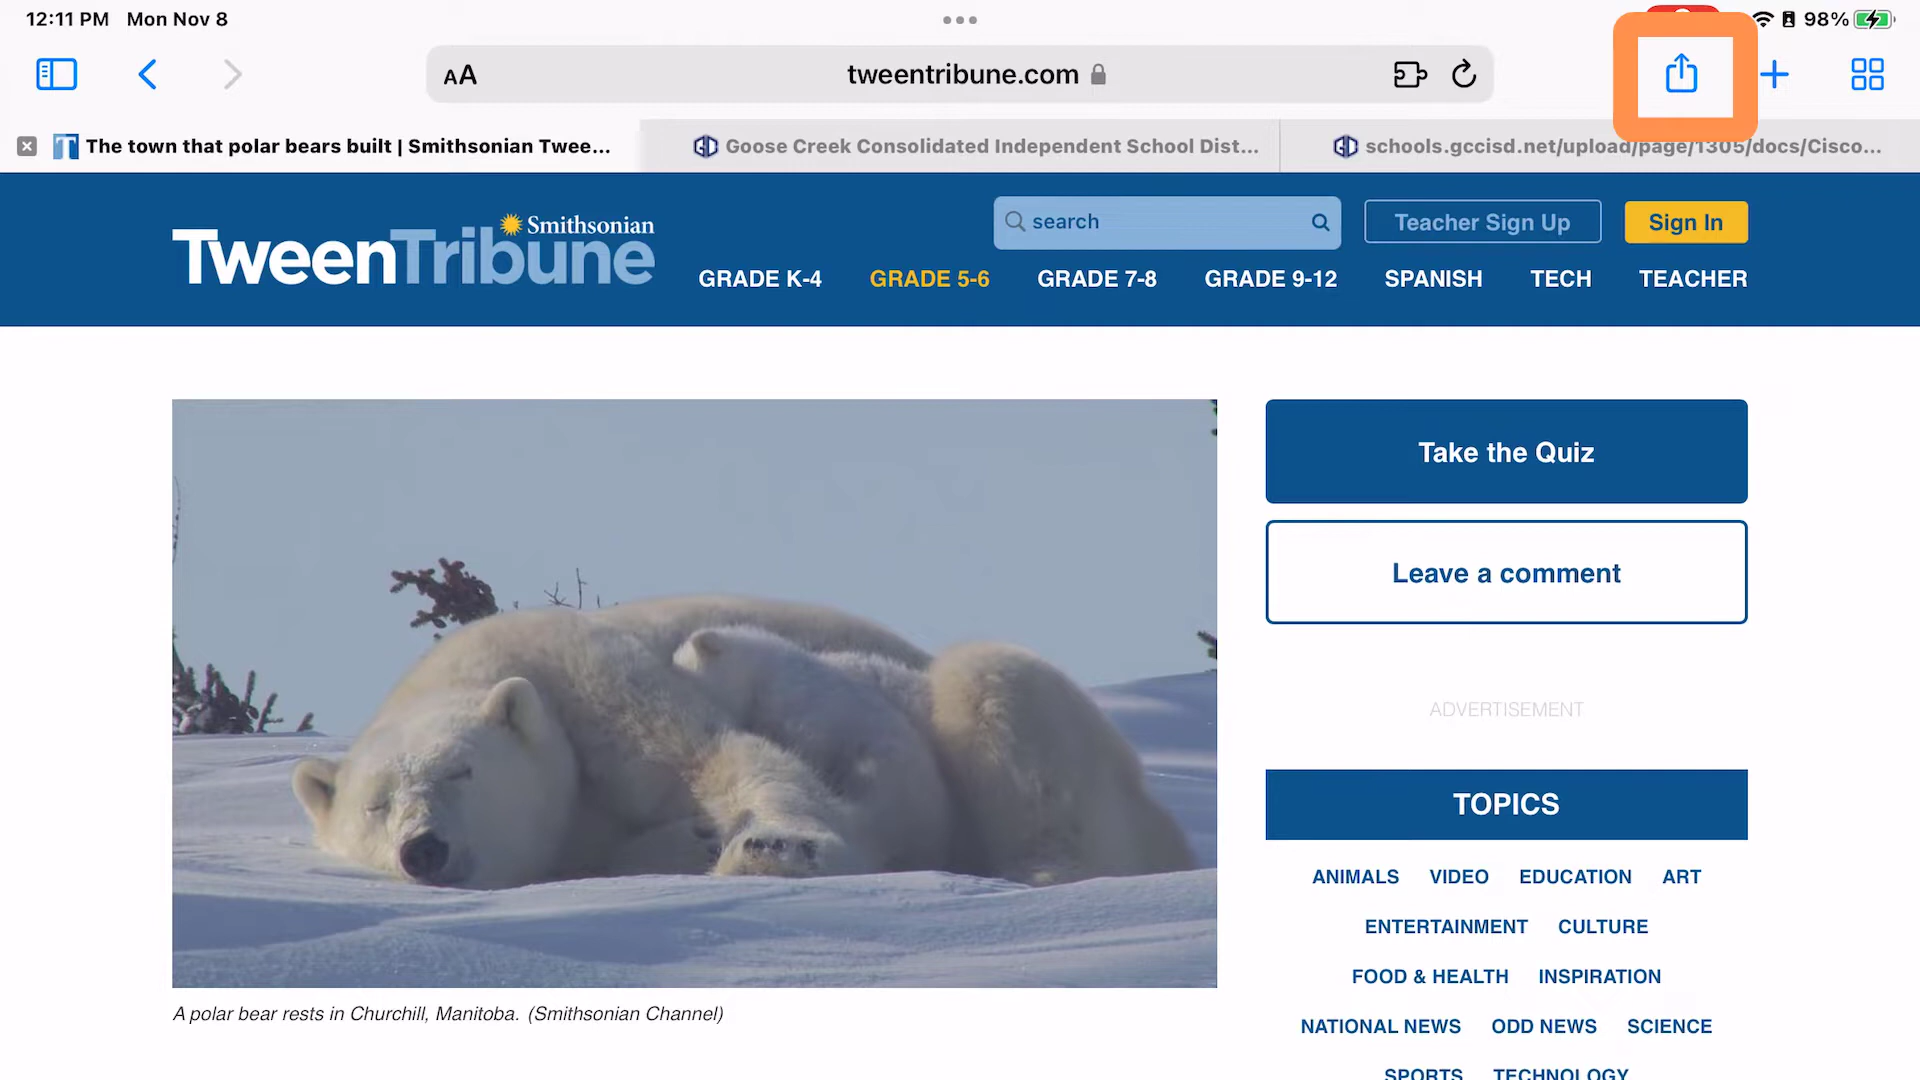 12:11 PM Mon Nov 8
98%
AA
tweentribune.com
The town that polar bears built | Smithsonian Twee...
Goose Creek Consolidated Independent School Dist...
schools.gccisd.net/upload/page/1305/docs/Cisco...
Smithsonian
TweenTribune
search
Teacher Sign Up
Sign In
GRADE K-4
GRADE 5-6
GRADE 7-8
GRADE 9-12
SPANISH
TECH
TEACHER
Take the Quiz
Leave a comment
ADVERTISEMENT
TOPICS
ANIMALS VIDEO EDUCATION ART
ENTERTAINMENT CULTURE
FOOD & HEALTH INSPIRATION
NATIONAL NEWS ODD NEWS SCIENCE
SPORTS TECHNOLOGY
A polar bear rests in Churchill, Manitoba. (Smithsonian Channel)